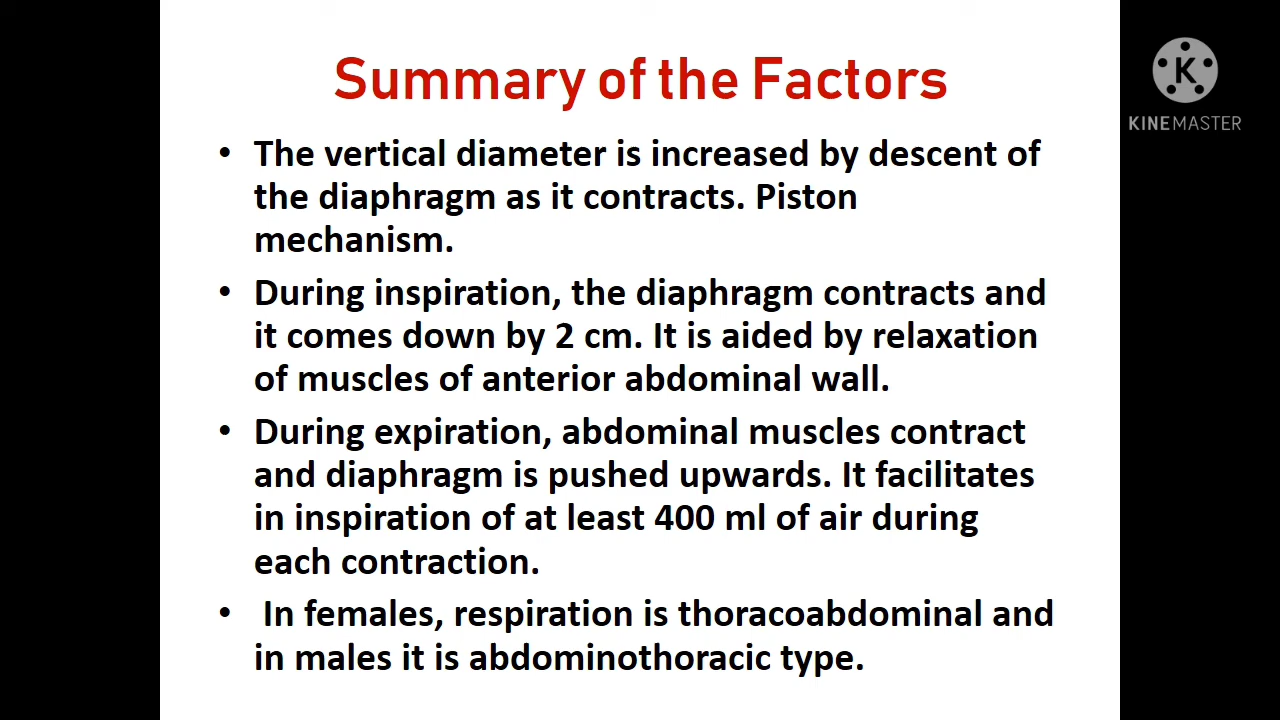 Summary of the Factors
• The vertical diameter is increased by descent of
the diaphragm as it contracts. Piston
mechanism.
• During inspiration, the diaphragm contracts and
it comes down by 2 cm. It is aided by relaxation
of muscles of anterior abdominal wall.
• During expiration, abdominal muscles contract
and diaphragm is pushed upwards. It facilitates
in inspiration of at least 400 ml of air during
each contraction.
• In females, respiration is thoracoabdominal and
in males it is abdominothoracic type.
K
KINEMASTER